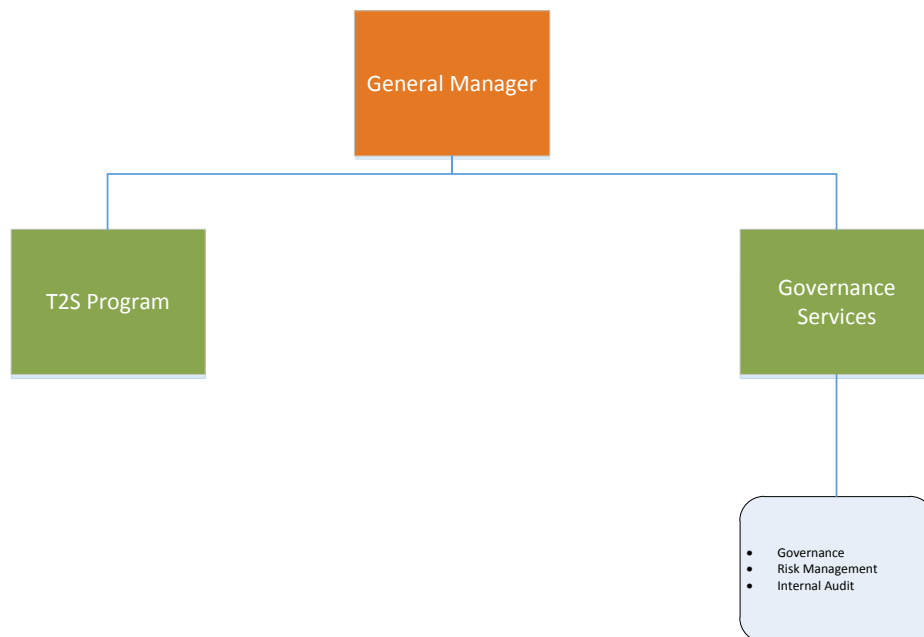 General Manager
T2S Program
Governance
Services
• Governance
• Risk Management
• Internal Audit